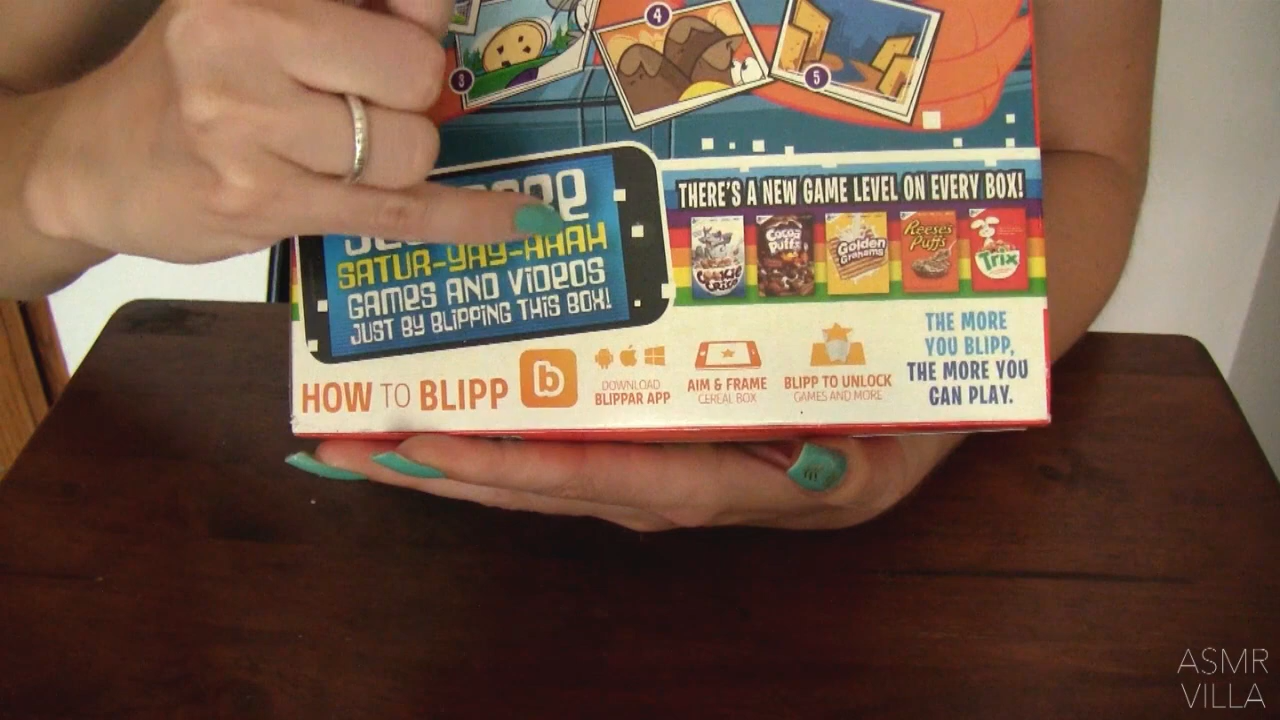 3
4
5
SATUR-YAY-AHAH
GAMES AND VIDEOS
JUST BY BLIPPING THIS BOX!
THERE'S A NEW GAME LEVEL ON EVERY BOX!
COOKIE
CRISP
Cocoa
Puffs
Golden
Grahams
Reese's
Puffs
Trix
HOW TO BLIPP
b
DOWNLOAD
BLIPPAR APP
AIM & FRAME
CEREAL BOX
BLIPP TO UNLOCK
GAMES AND MORE
THE MORE
YOU BLIPP,
THE MORE YOU
CAN PLAY.
ASMR
VILLA